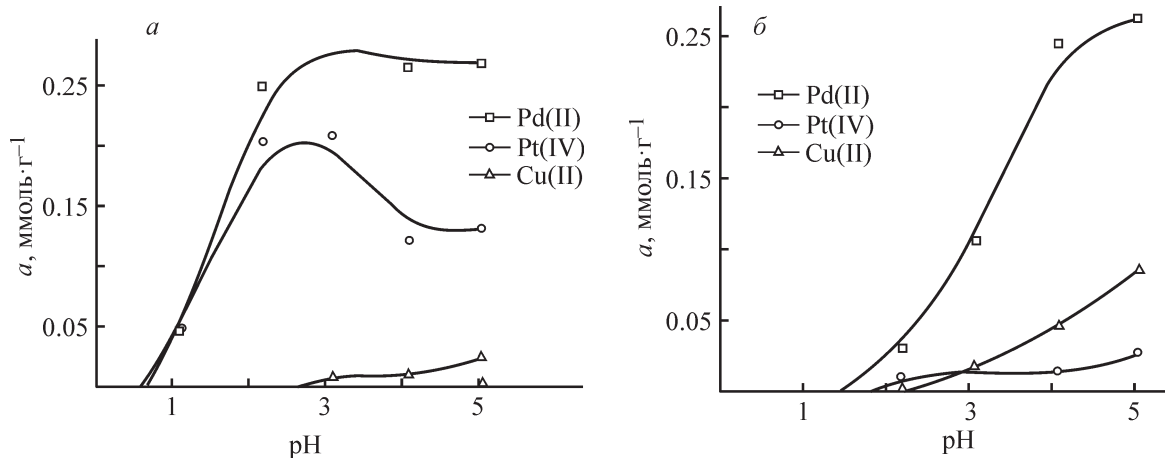 а
a, ммоль·г⁻¹
0.25
0.15
0.05
Pd(II)
Pt(IV)
Cu(II)
1
3
5
pH
б
a, ммоль·г⁻¹
0.25
0.15
0.05
Pd(II)
Pt(IV)
Cu(II)
1
3
5
pH